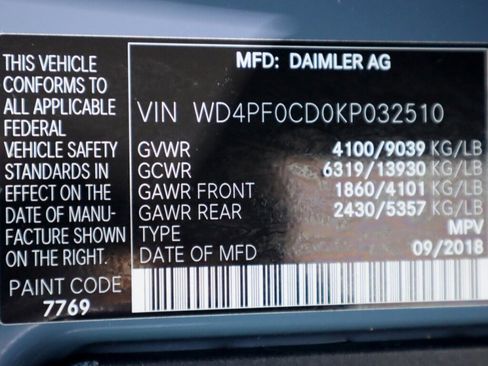 THIS VEHICLE
CONFORMS TO
ALL APPLICABLE
FEDERAL
VEHICLE SAFETY
STANDARDS IN
EFFECT ON THE
DATE OF MANU-
FACTURE SHOWN
ON THE RIGHT.
PAINT CODE
7769
MFD: DAIMLER AG
VIN WD4PF0CD0KP032510
GVWR 4100/9039 KG/LB
GCWR 6319/13930 KG/LB
GAWR FRONT 1860/4101 KG/LB
GAWR REAR 2430/5357 KG/LB
TYPE MPV
DATE OF MFD 09/2018